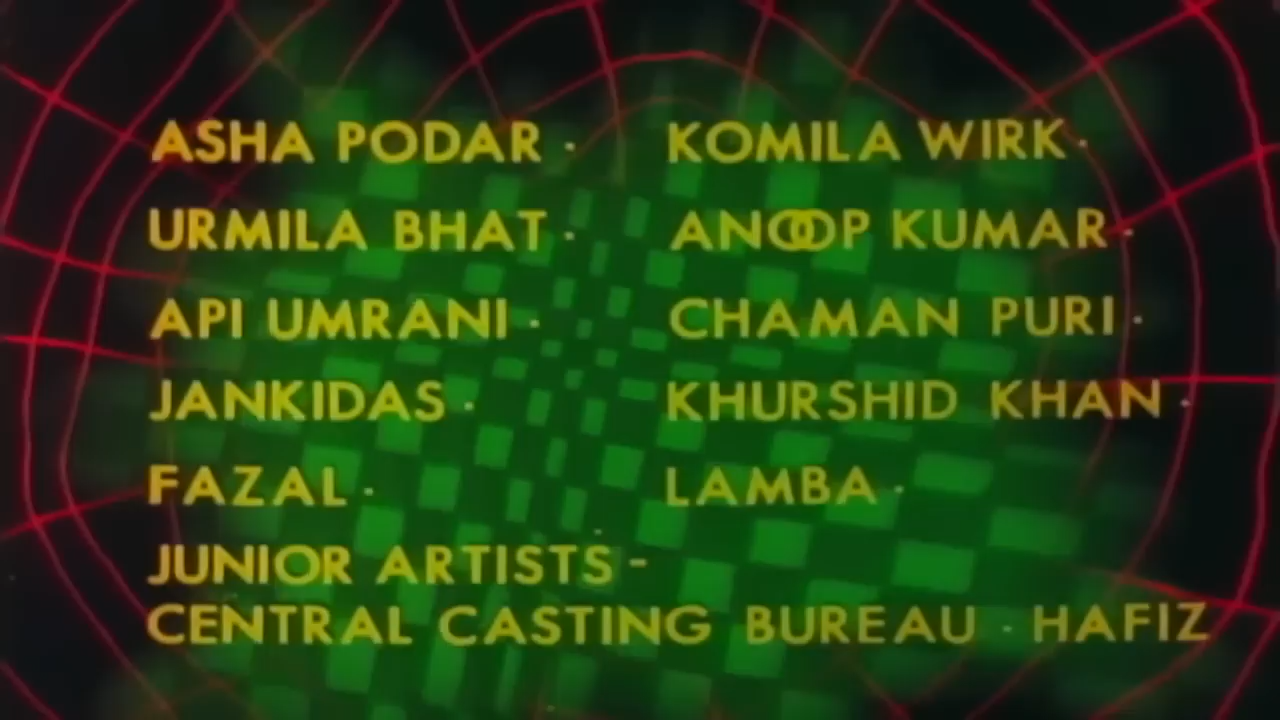 ASHA PODAR · KOMILA WIRK ·
URMILA BHAT · ANOOP KUMAR ·
API UMRANI · CHAMAN PURI ·
JANKIDAS · KHURSHID KHAN ·
FAZAL · LAMBA ·
JUNIOR ARTISTS -
CENTRAL CASTING BUREAU · HAFIZ